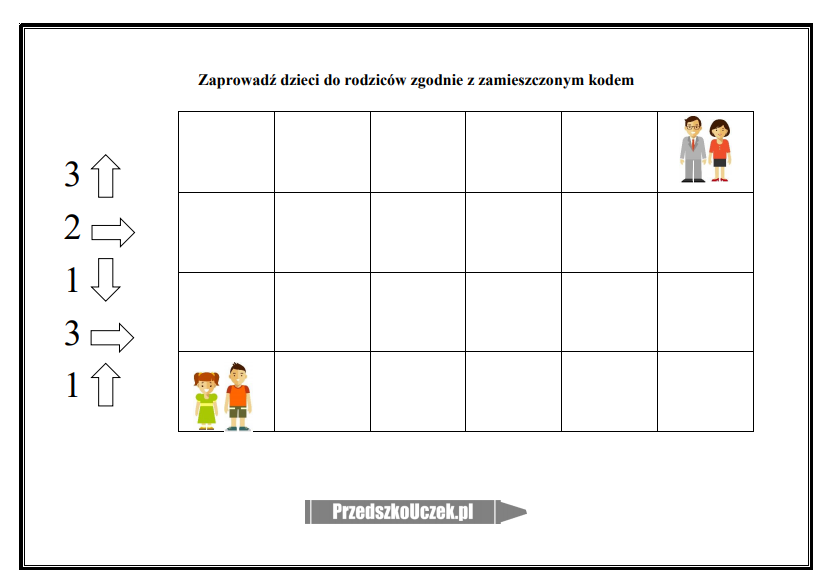 Zaprowadź dzieci do rodziców zgodnie z zamieszczonym kodem
3
2
1
3
1
PrzedszkoUczek.pl